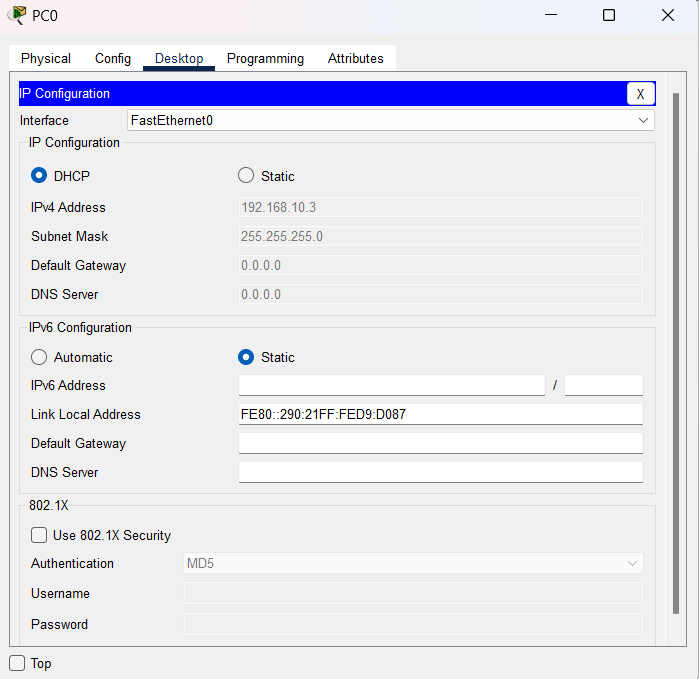 PC0
Physical Config Desktop Programming Attributes
IP Configuration X
Interface FastEthernet0
IP Configuration
DHCP Static
IPv4 Address 192.168.10.3
Subnet Mask 255.255.255.0
Default Gateway 0.0.0.0
DNS Server 0.0.0.0
IPv6 Configuration
Automatic Static
IPv6 Address /
Link Local Address FE80::290:21FF:FED9:D087
Default Gateway
DNS Server
802.1X
Use 802.1X Security
Authentication MD5
Username
Password
Top